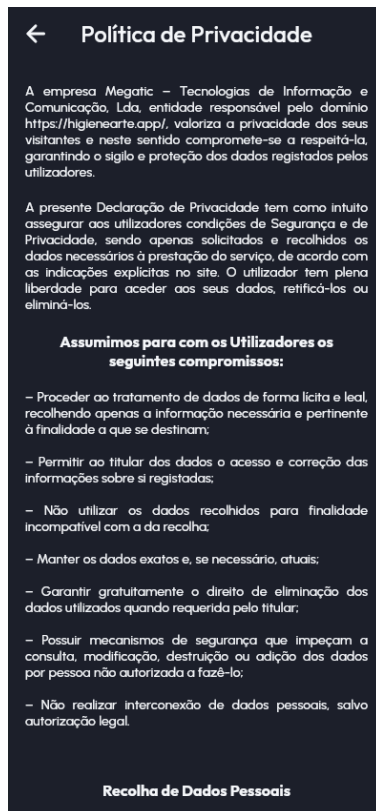 Política de Privacidade
A empresa Megatic – Tecnologias de Informação e
Comunicação, Lda, entidade responsável pelo domínio
https://higienearte.app/, valoriza a privacidade dos seus
visitantes e neste sentido compromete-se a respeitá-la,
garantindo o sigilo e proteção dos dados registados pelos
utilizadores.
A presente Declaração de Privacidade tem como intuito
assegurar aos utilizadores condições de Segurança e de
Privacidade, sendo apenas solicitados e recolhidos os
dados necessários à prestação do serviço, de acordo com
as indicações explícitas no site. O utilizador tem plena
liberdade para aceder aos seus dados, retificá-los ou
eliminá-los.
Assumimos para com os Utilizadores os
seguintes compromissos:
– Proceder ao tratamento de dados de forma lícita e leal,
recolhendo apenas a informação necessária e pertinente
à finalidade a que se destinam;
– Permitir ao titular dos dados o acesso e correção das
informações sobre si registadas;
– Não utilizar os dados recolhidos para finalidade
incompatível com a da recolha;
– Manter os dados exatos e, se necessário, atuais;
– Garantir gratuitamente o direito de eliminação dos
dados utilizados quando requerida pelo titular;
– Possuir mecanismos de segurança que impeçam a
consulta, modificação, destruição ou adição dos dados
por pessoa não autorizada a fazê-lo;
– Não realizar interconexão de dados pessoais, salvo
autorização legal.
Recolha de Dados Pessoais